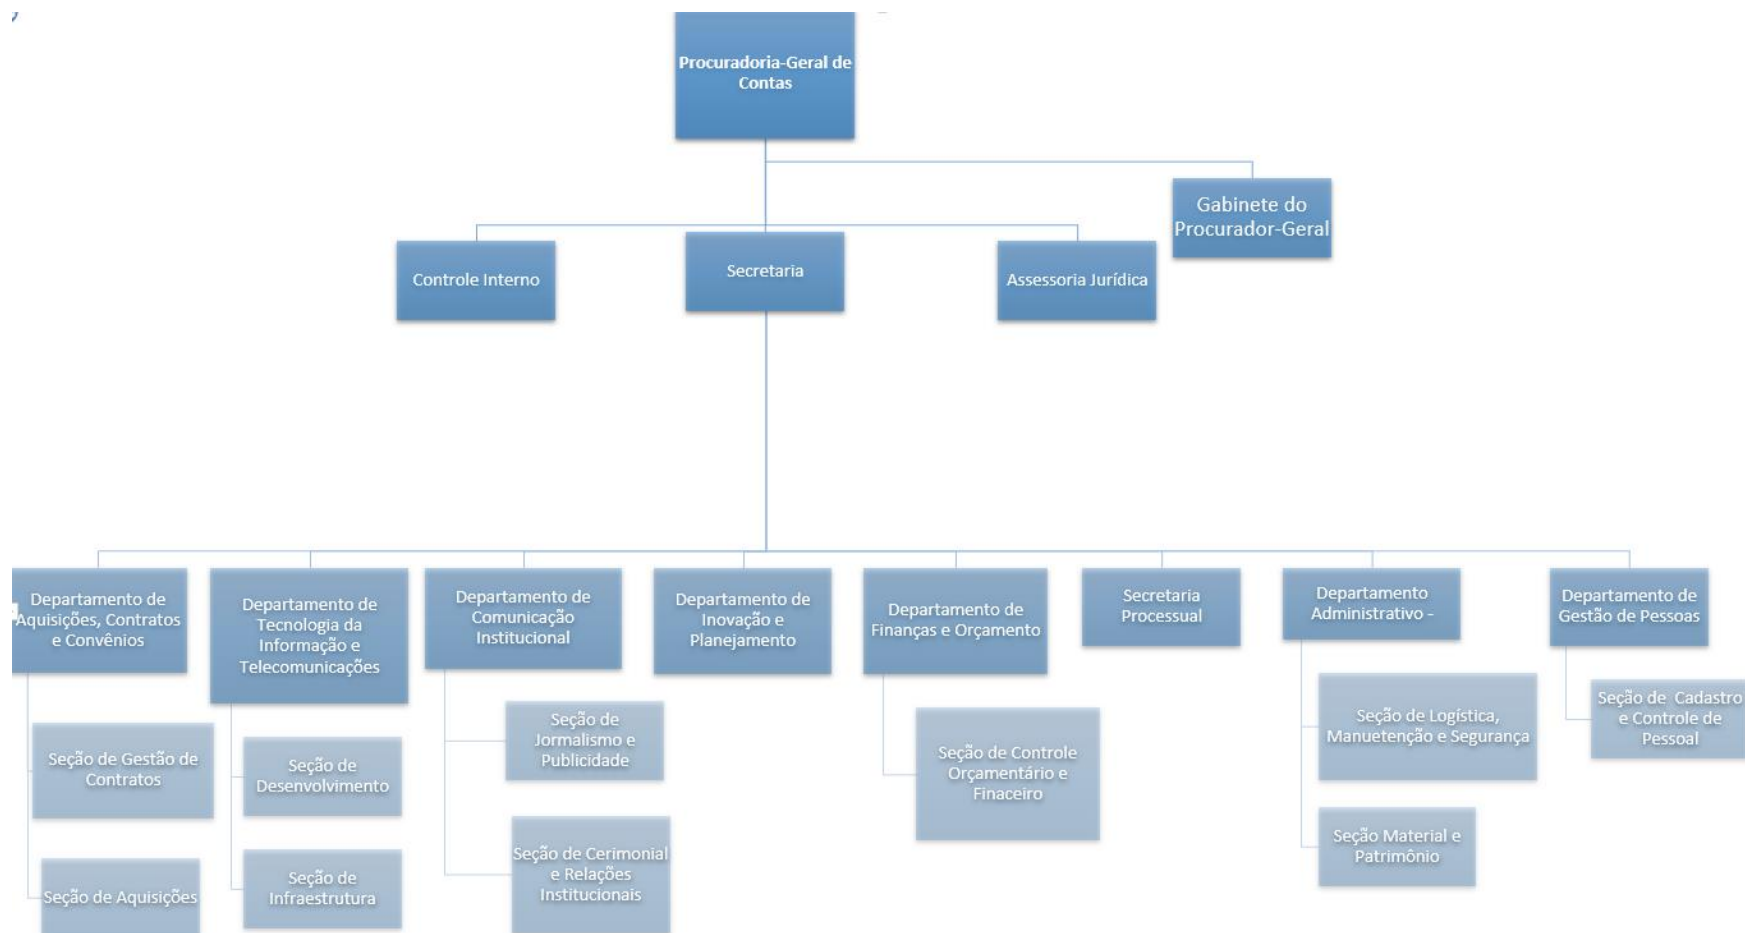 Procuradoria-Geral de
Contas
Gabinete do
Procurador-Geral
Controle Interno
Secretaria
Assessoria Jurídica
Departamento de
Aquisições, Contratos
e Convênios
Departamento de
Tecnologia da
Informação e
Telecomunicações
Departamento de
Comunicação
Institucional
Departamento de
Inovação e
Planejamento
Departamento de
Finanças e Orçamento
Secretaria
Processual
Departamento
Administrativo -
Departamento de
Gestão de Pessoas
Seção de Gestão de
Contratos
Seção de Aquisições
Seção de
Desenvolvimento
Seção de
Infraestrutura
Seção de
Jormalismo e
Publicidade
Seção de Cerimonial
e Relações
Institucionais
Seção de Controle
Orçamentário e
Finaceiro
Seção de Logística,
Manuetenção e Segurança
Seção Material e
Patrimônio
Seção de  Cadastro
e Controle de
Pessoal